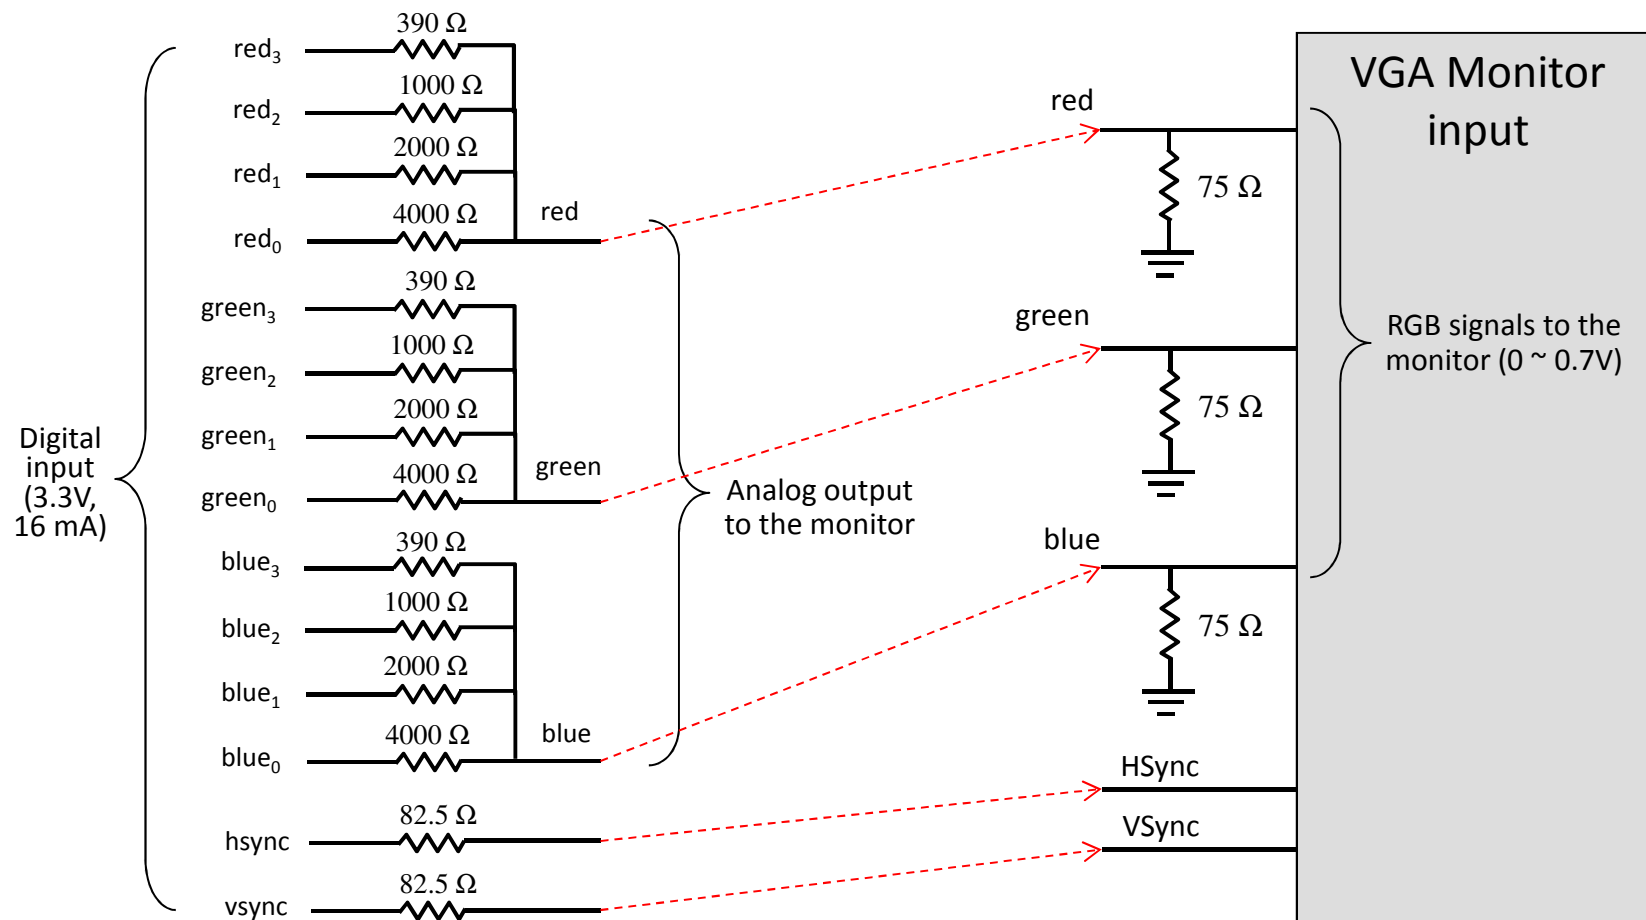 390 Ω
red₃
1000 Ω
red₂
2000 Ω
red₁
4000 Ω
red₀
red
390 Ω
green₃
1000 Ω
green₂
2000 Ω
green₁
4000 Ω
green₀
green
390 Ω
blue₃
1000 Ω
blue₂
2000 Ω
blue₁
4000 Ω
blue₀
blue
82.5 Ω
hsync
82.5 Ω
vsync
Digital
input
(3.3V,
16 mA)
Analog output
to the monitor
red
75 Ω
green
75 Ω
blue
75 Ω
HSync
VSync
VGA Monitor
input
RGB signals to the
monitor (0 ~ 0.7V)